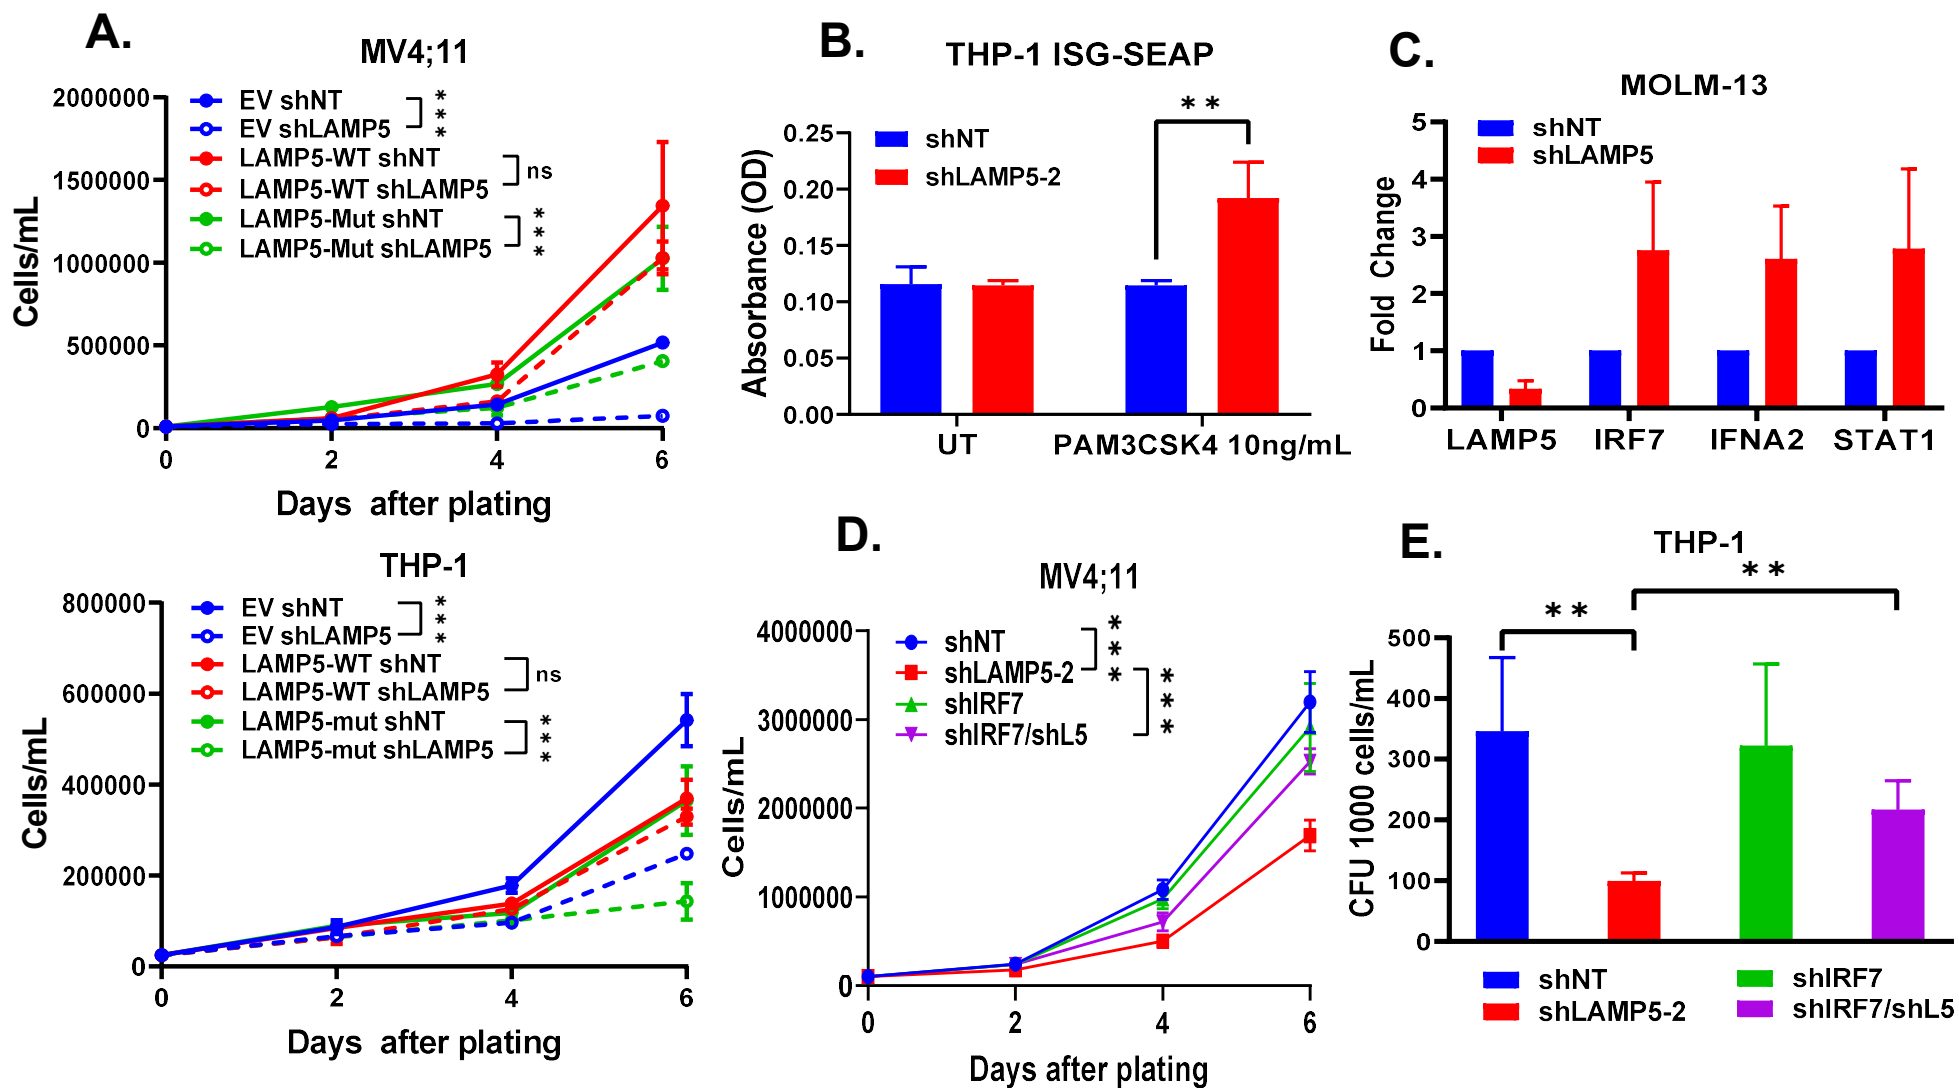 A.
MV4;11
2000000
1500000
1000000
500000
0
Cells/mL
EV shNT
EV shLAMP5
LAMP5-WT shNT
LAMP5-WT shLAMP5
LAMP5-Mut shNT
LAMP5-Mut shLAMP5
***
ns
***
0 2 4 6
Days after plating
THP-1
800000
600000
400000
200000
0
Cells/mL
EV shNT
EV shLAMP5
LAMP5-WT shNT
LAMP5-WT shLAMP5
LAMP5-mut shNT
LAMP5-mut shLAMP5
***
ns
***
0 2 4 6
Days after plating
B.
THP-1 ISG-SEAP
0.25
0.20
0.15
0.10
0.05
0.00
Absorbance (OD)
shNT
shLAMP5-2
**
UT PAM3CSK4 10ng/mL
C.
MOLM-13
5
4
3
2
1
0
Fold Change
shNT
shLAMP5
LAMP5 IRF7 IFNA2 STAT1
D.
MV4;11
4000000
3000000
2000000
1000000
0
Cells/mL
shNT
shLAMP5-2
shIRF7
shIRF7/shL5
***
***
0 2 4 6
Days after plating
E.
THP-1
**
**
500
400
300
200
100
0
CFU 1000 cells/mL
shNT
shLAMP5-2
shIRF7
shIRF7/shL5